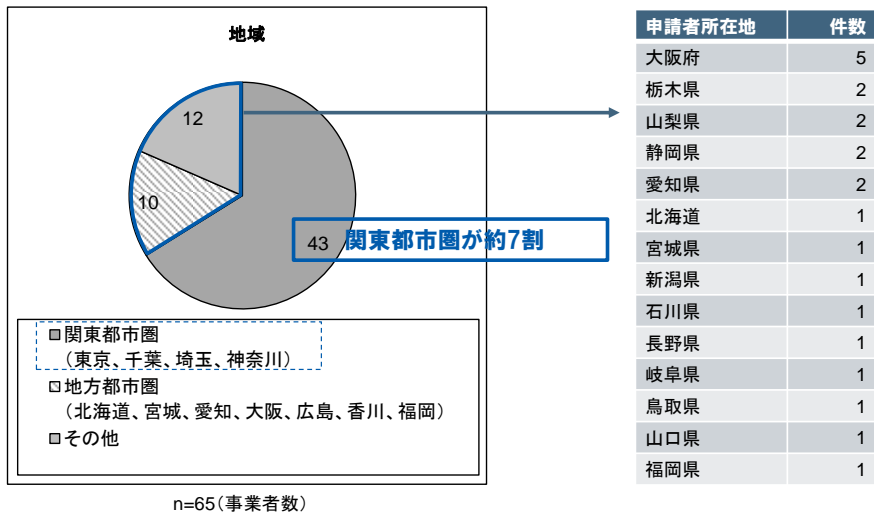 地域
12
10
43
関東都市圏が約7割
関東都市圏
（東京、千葉、埼玉、神奈川）
地方都市圏
（北海道、宮城、愛知、大阪、広島、香川、福岡）
その他
n=65（事業者数）
申請者所在地 件数
大阪府 5
栃木県 2
山梨県 2
静岡県 2
愛知県 2
北海道 1
宮城県 1
新潟県 1
石川県 1
長野県 1
岐阜県 1
鳥取県 1
山口県 1
福岡県 1